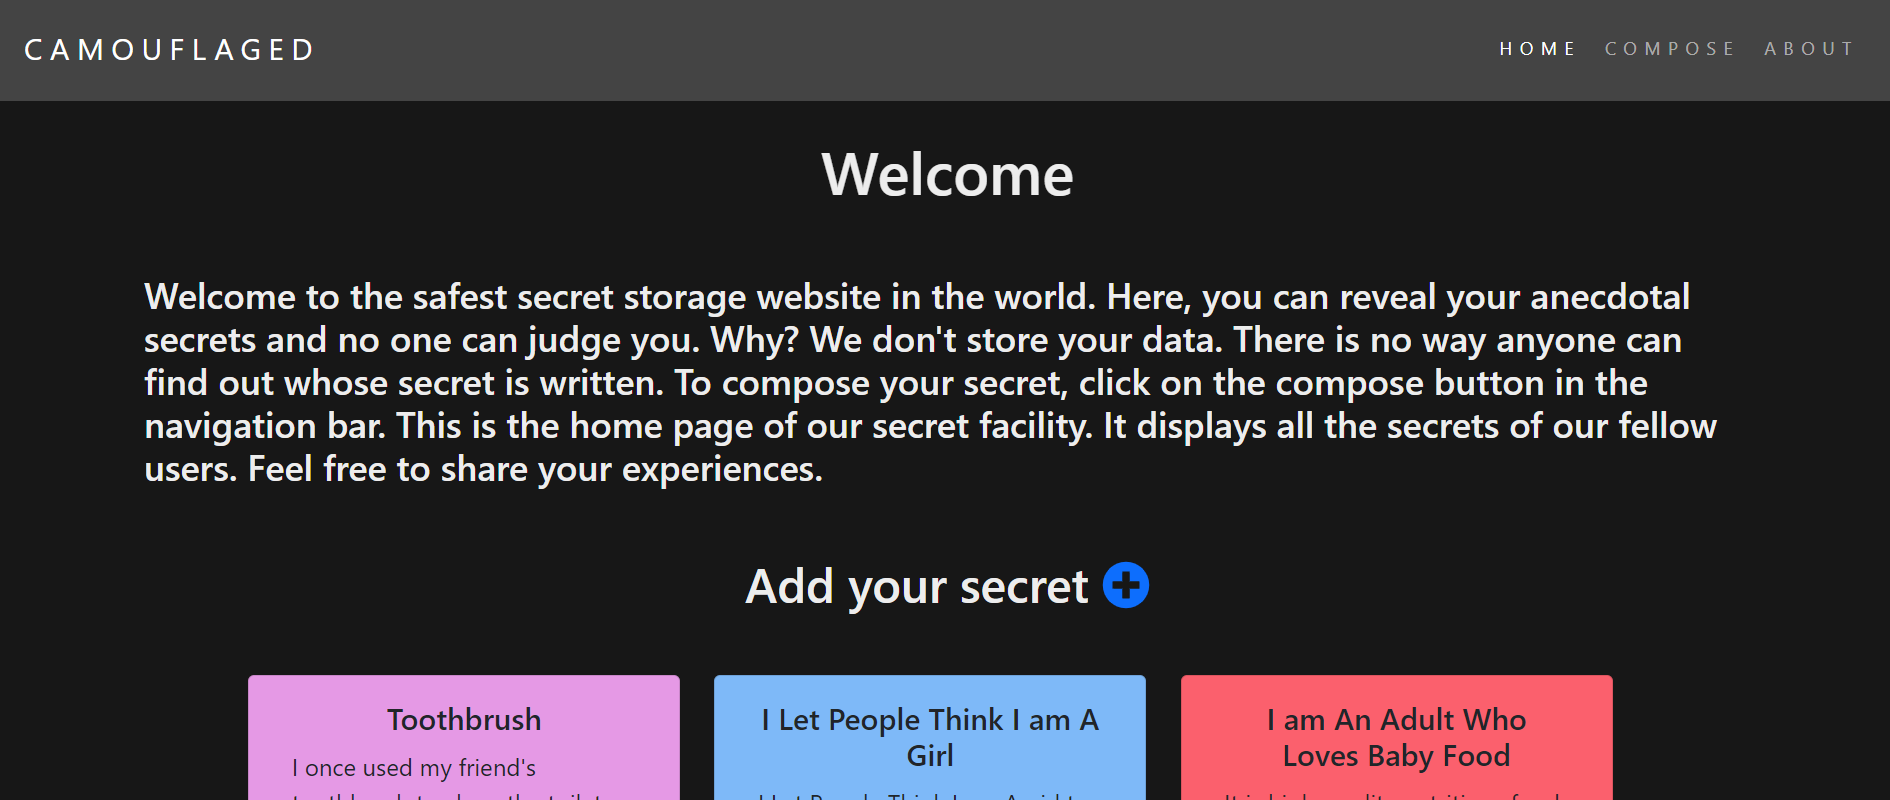 CAMOUFLAGED
HOME COMPOSE ABOUT
Welcome
Welcome to the safest secret storage website in the world. Here, you can reveal your anecdotal
secrets and no one can judge you. Why? We don't store your data. There is no way anyone can
find out whose secret is written. To compose your secret, click on the compose button in the
navigation bar. This is the home page of our secret facility. It displays all the secrets of our fellow
users. Feel free to share your experiences.
Add your secret
Toothbrush
I once used my friend's
I Let People Think I am A
Girl
I am An Adult Who
Loves Baby Food